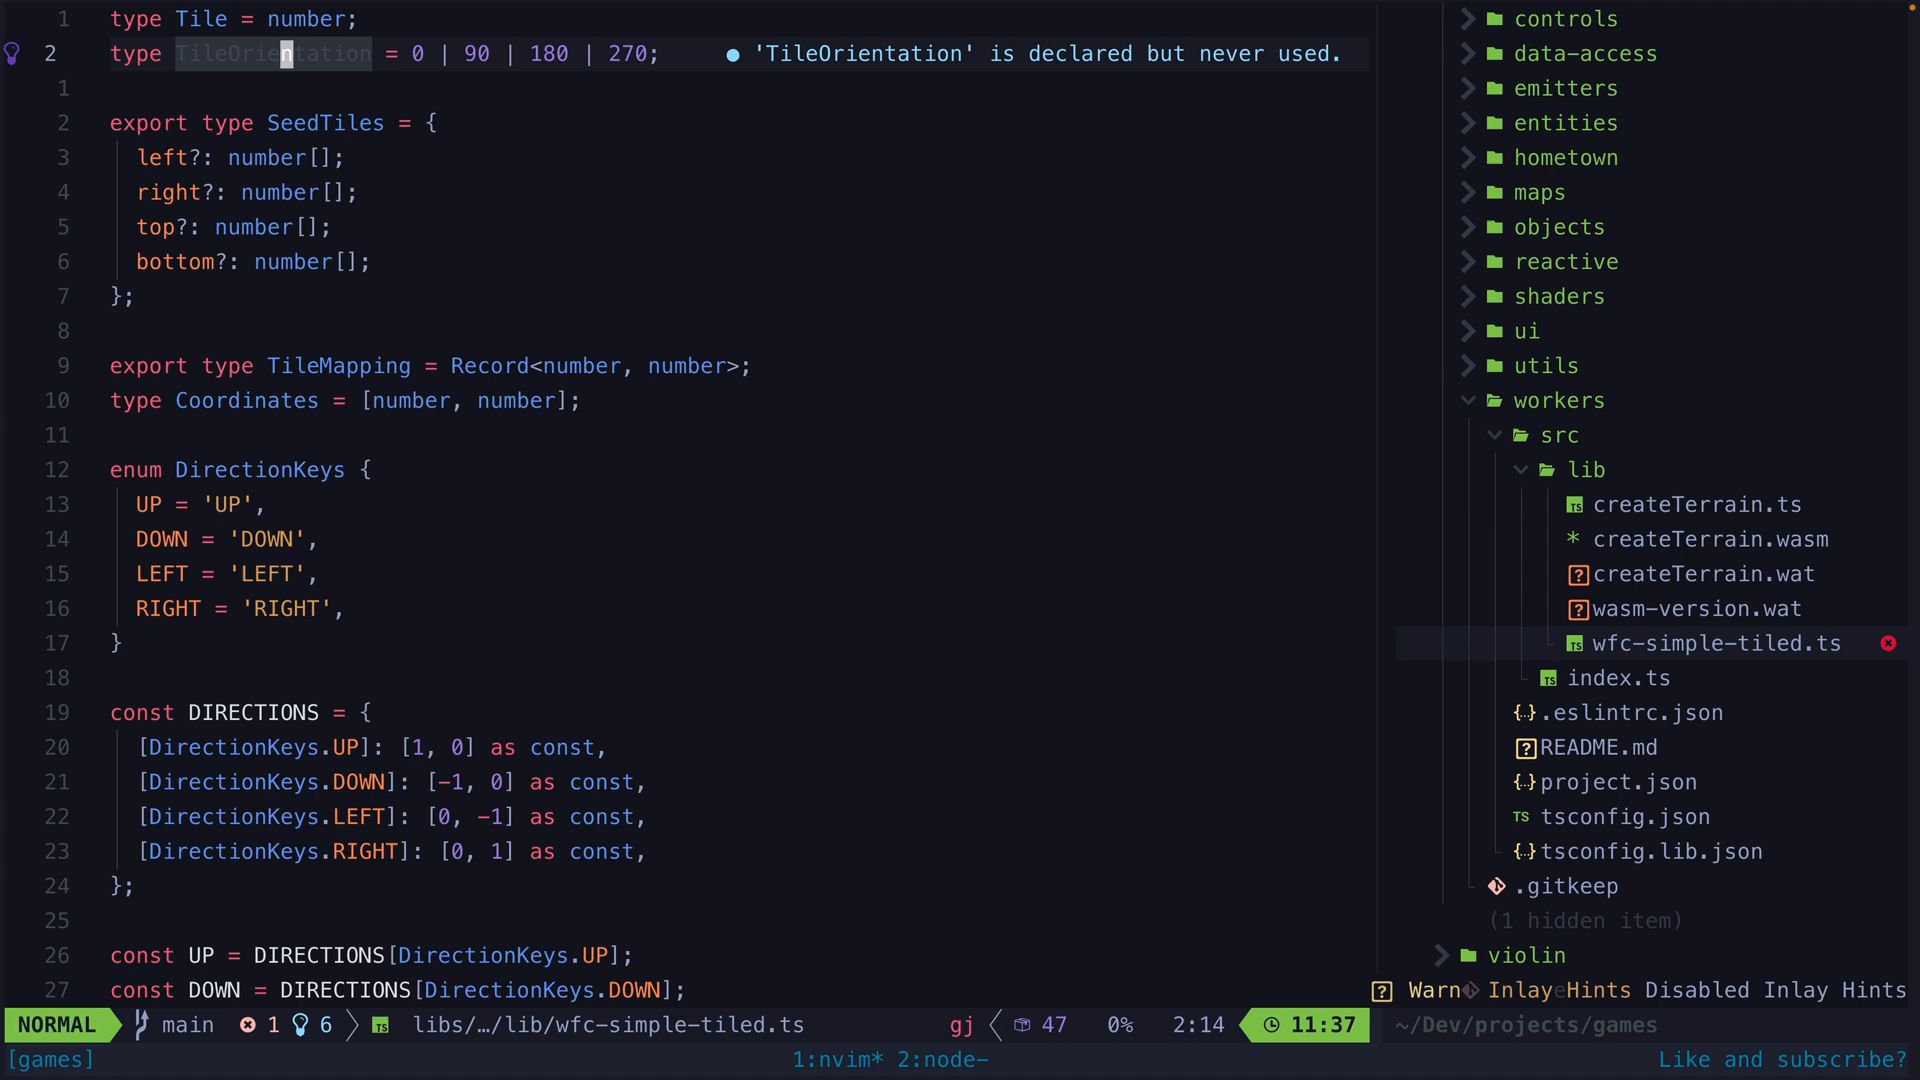 1 type Tile = number;
2 type TileOrientation = 0 | 90 | 180 | 270; ● 'TileOrientation' is declared but never used.
1
2 export type SeedTiles = {
3 left?: number[];
4 right?: number[];
5 top?: number[];
6 bottom?: number[];
7 };
8
9 export type TileMapping = Record<number, number>;
10 type Coordinates = [number, number];
11
12 enum DirectionKeys {
13 UP = 'UP',
14 DOWN = 'DOWN',
15 LEFT = 'LEFT',
16 RIGHT = 'RIGHT',
17 }
18
19 const DIRECTIONS = {
20 [DirectionKeys.UP]: [1, 0] as const,
21 [DirectionKeys.DOWN]: [-1, 0] as const,
22 [DirectionKeys.LEFT]: [0, -1] as const,
23 [DirectionKeys.RIGHT]: [0, 1] as const,
24 };
25
26 const UP = DIRECTIONS[DirectionKeys.UP];
27 const DOWN = DIRECTIONS[DirectionKeys.DOWN];
controls
data-access
emitters
entities
hometown
maps
objects
reactive
shaders
ui
utils
workers
src
lib
TS createTerrain.ts
* createTerrain.wasm
? createTerrain.wat
? wasm-version.wat
TS wfc-simple-tiled.ts
TS index.ts
{..} .eslintrc.json
? README.md
{..} project.json
TS tsconfig.json
{..} tsconfig.lib.json
.gitkeep
(1 hidden item)
violin
? Warn InlayeHints Disabled Inlay Hints
NORMAL main 1 6 TS libs/…/lib/wfc-simple-tiled.ts gj 47 0% 2:14 11:37 ~/Dev/projects/games
[games] 1:nvim* 2:node- Like and subscribe?